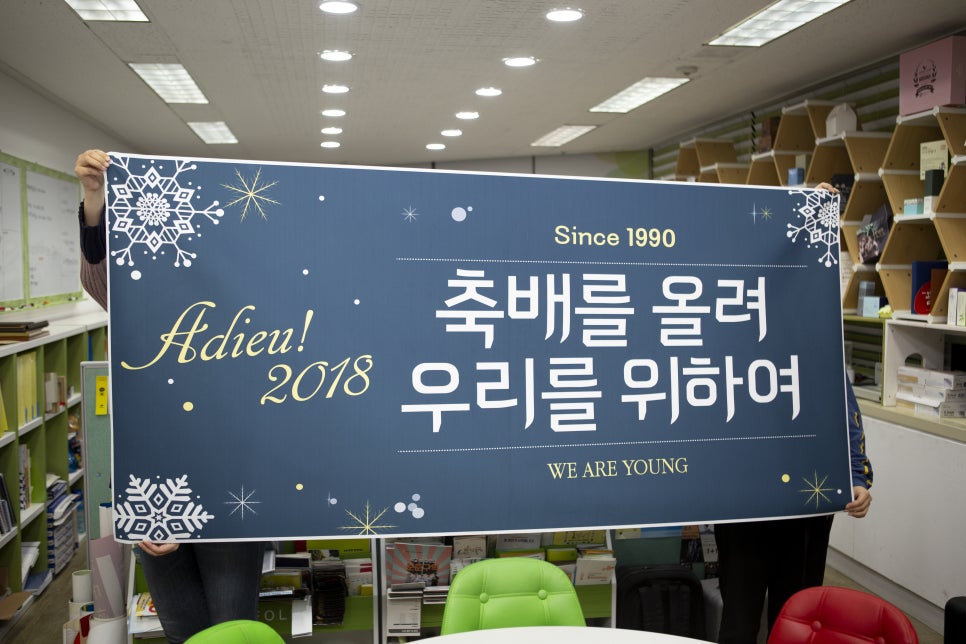 Adieu!
2018
Since 1990
축배를 올려
우리를 위하여
WE ARE YOUNG